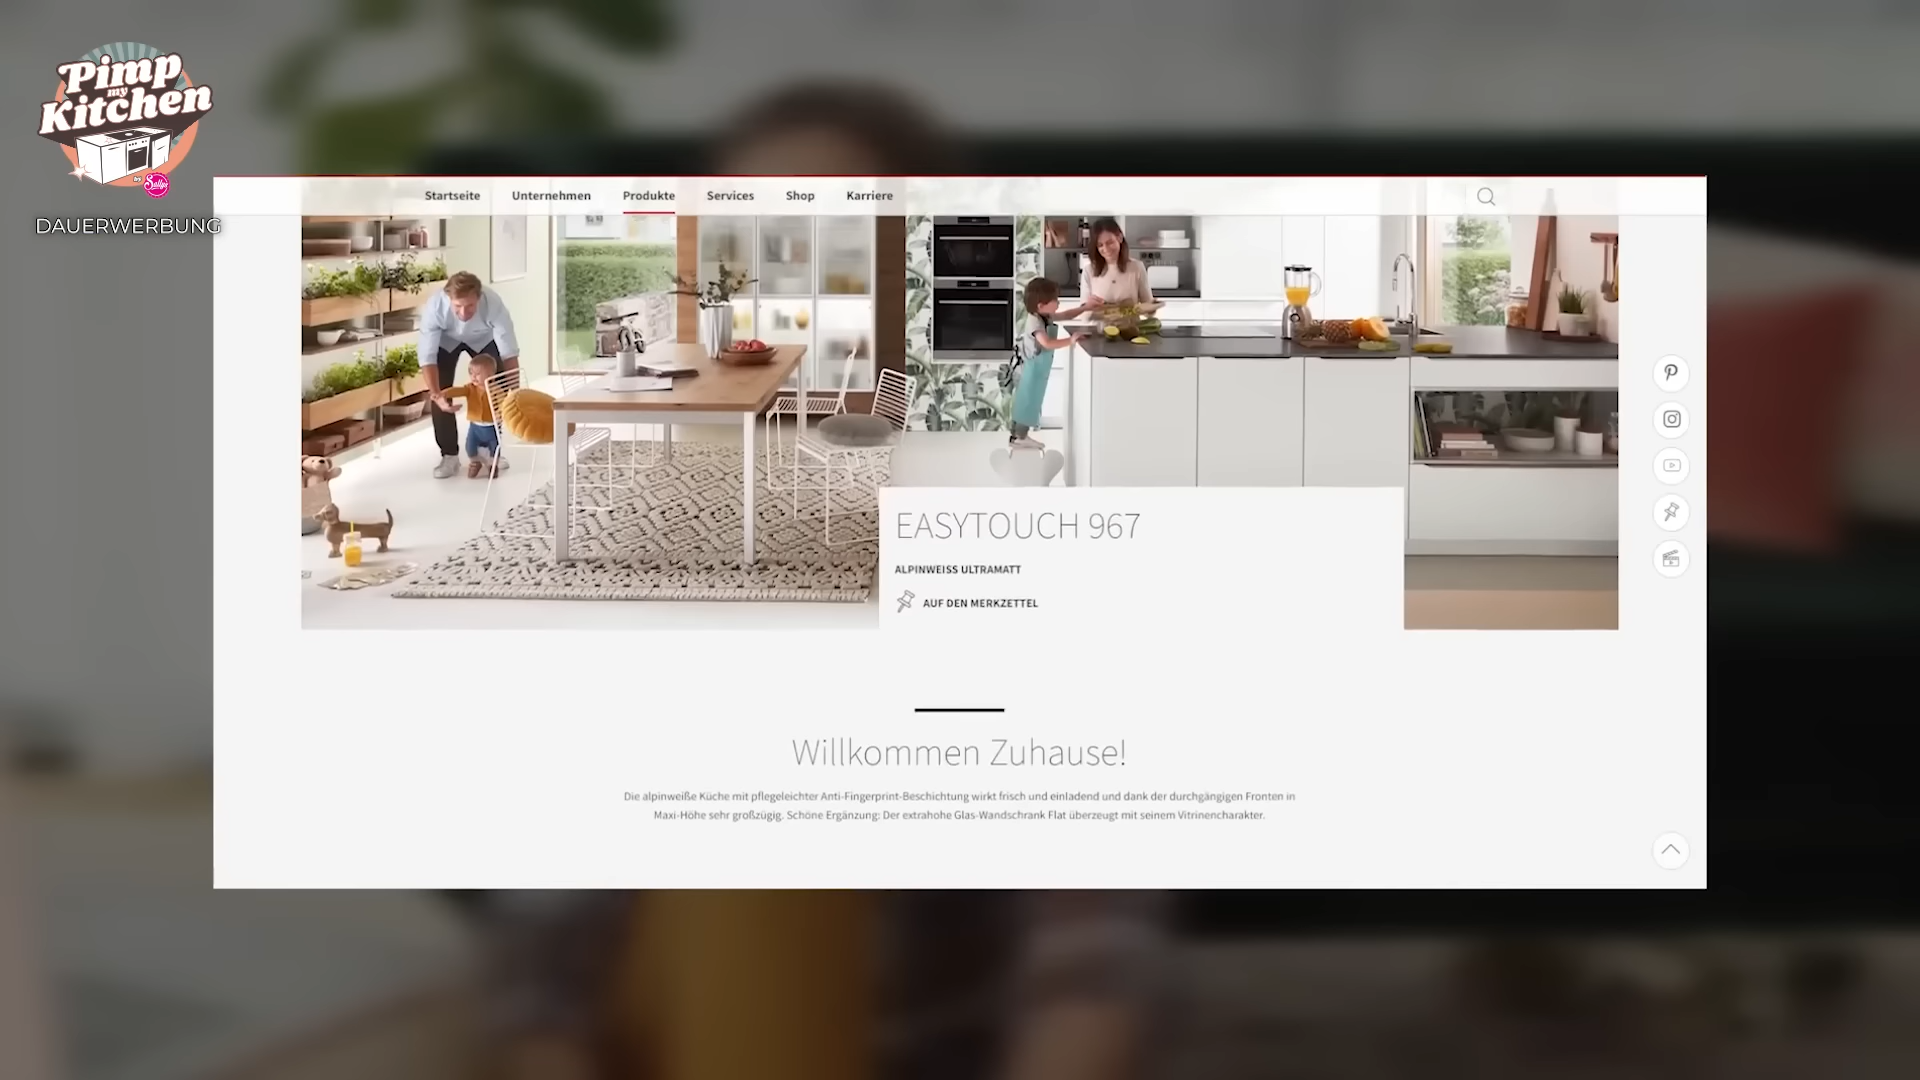 Pimp
my
Kitchen
by Sallys
DAUERWERBUNG
Startseite Unternehmen Produkte Services Shop Karriere
EASYTOUCH 967
ALPINWEISS ULTRAMATT
AUF DEN MERKZETTEL
Willkommen Zuhause!
Die alpinweiße Küche mit pflegeleichter Anti-Fingerprint-Beschichtung wirkt frisch und einladend und dank der durchgängigen Fronten in
Maxi-Höhe sehr großzügig. Schöne Ergänzung: Der extrahohe Glas-Wandschrank Flat überzeugt mit seinem Vitrinencharakter.